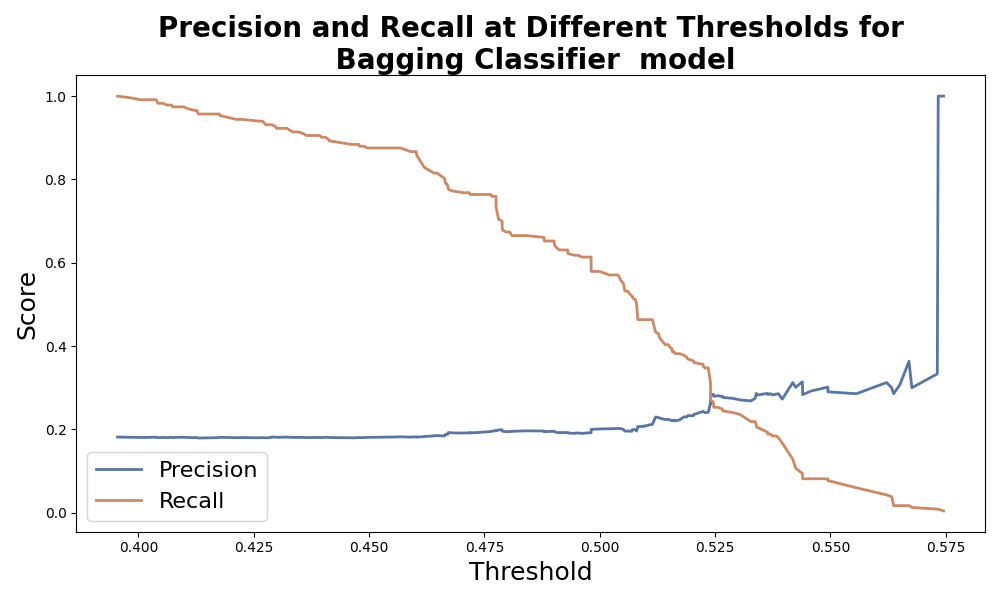 Precision and Recall at Different Thresholds for
Bagging Classifier  model
Score
1.0
0.8
0.6
0.4
0.2
0.0
Precision
Recall
0.400 0.425 0.450 0.475 0.500 0.525 0.550 0.575
Threshold